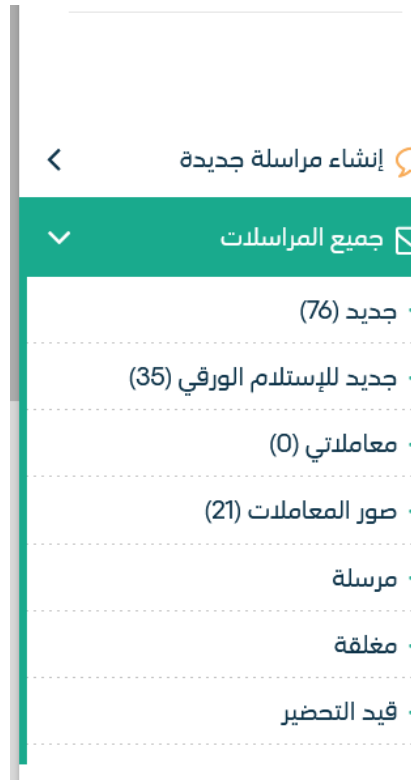 إنشاء مراسلة جديدة
جميع المراسلات
جديد (76)
جديد للإستلام الورقي (35)
معاملاتي (0)
صور المعاملات (21)
مرسلة
مغلقة
قيد التحضير